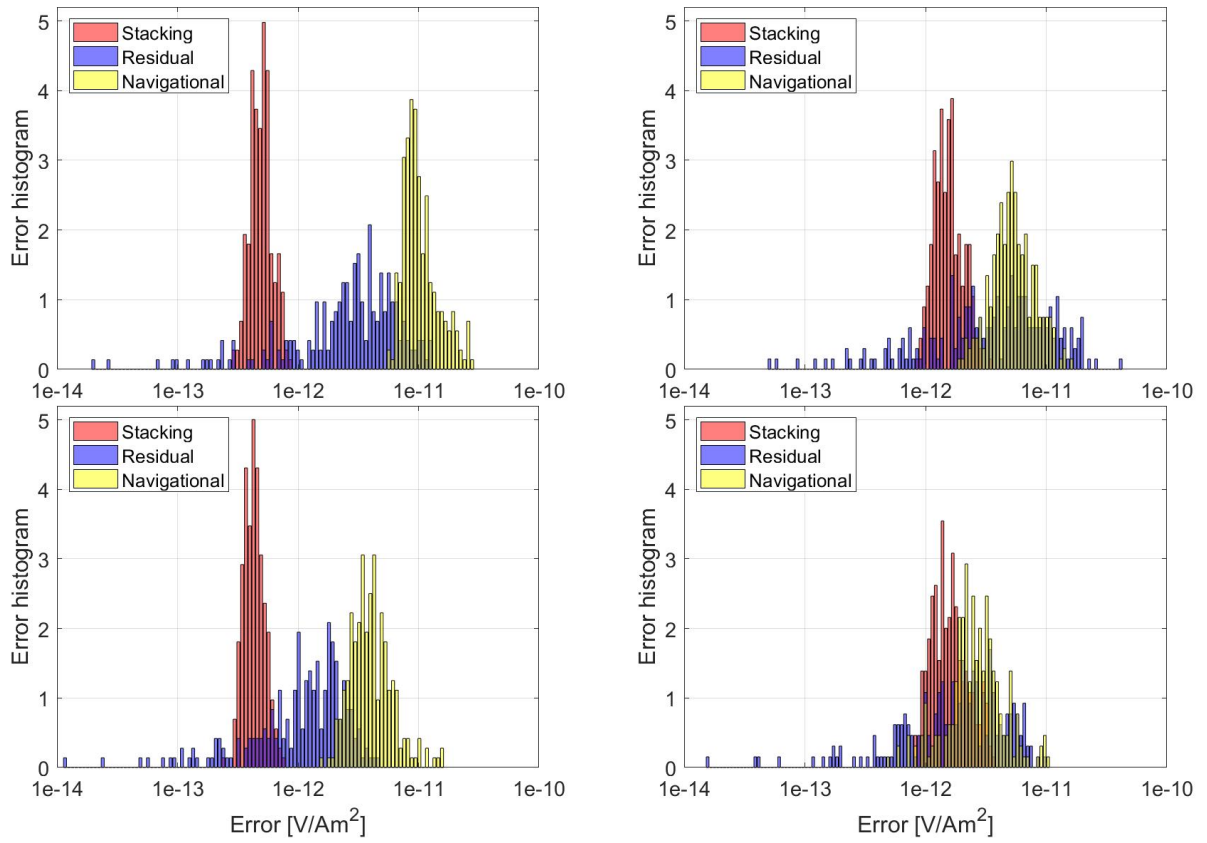 5
4
3
2
1
0
Error histogram
Stacking
Residual
Navigational
1e-14 1e-13 1e-12 1e-11 1e-10
5
4
3
2
1
0
Error histogram
Stacking
Residual
Navigational
1e-14 1e-13 1e-12 1e-11 1e-10
5
4
3
2
1
0
Error histogram
Stacking
Residual
Navigational
1e-14 1e-13 1e-12 1e-11 1e-10
Error [V/Am²]
5
4
3
2
1
0
Error histogram
Stacking
Residual
Navigational
1e-14 1e-13 1e-12 1e-11 1e-10
Error [V/Am²]